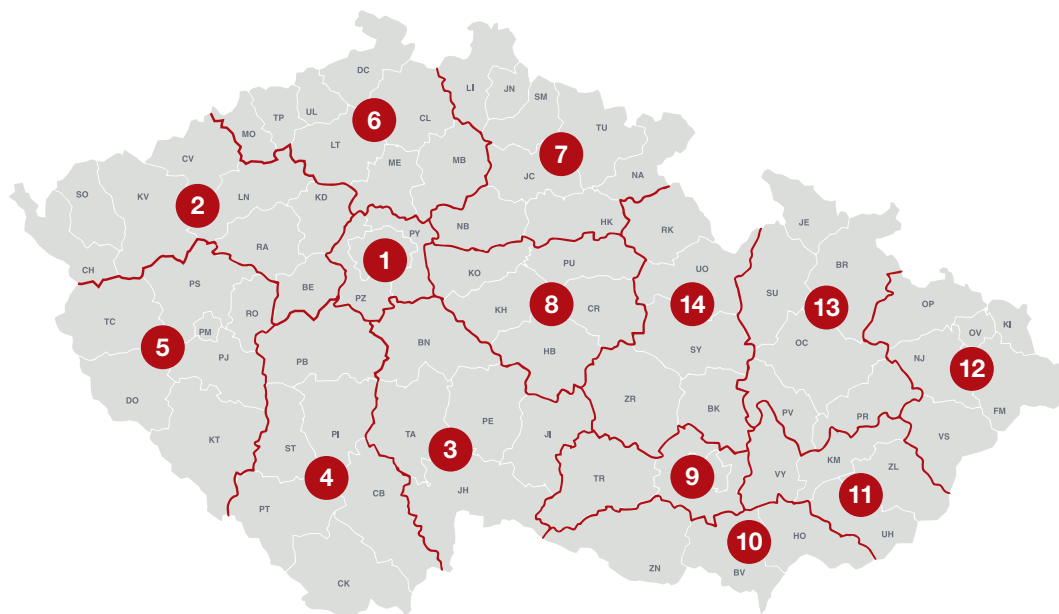 DC
LI
JN
SM
TP
UL
6
CL
TU
MO
LT
7
CV
ME
MB
JC
NA
SO
KV
2
LN
KD
NB
HK
RK
JE
PY
RA
1
CH
BE
PZ
KO
PU
UO
BR
PS
KH
8
CR
14
SU
13
OP
KI
TC
RO
PM
OV
5
PJ
BN
HB
SY
OC
NJ
12
PB
DO
ZR
BK
PV
PR
FM
KT
ST
PI
TA
3
PE
JI
VS
4
TR
9
VY
KM
ZL
PT
CB
JH
11
10
HO
UH
CK
ZN
BV